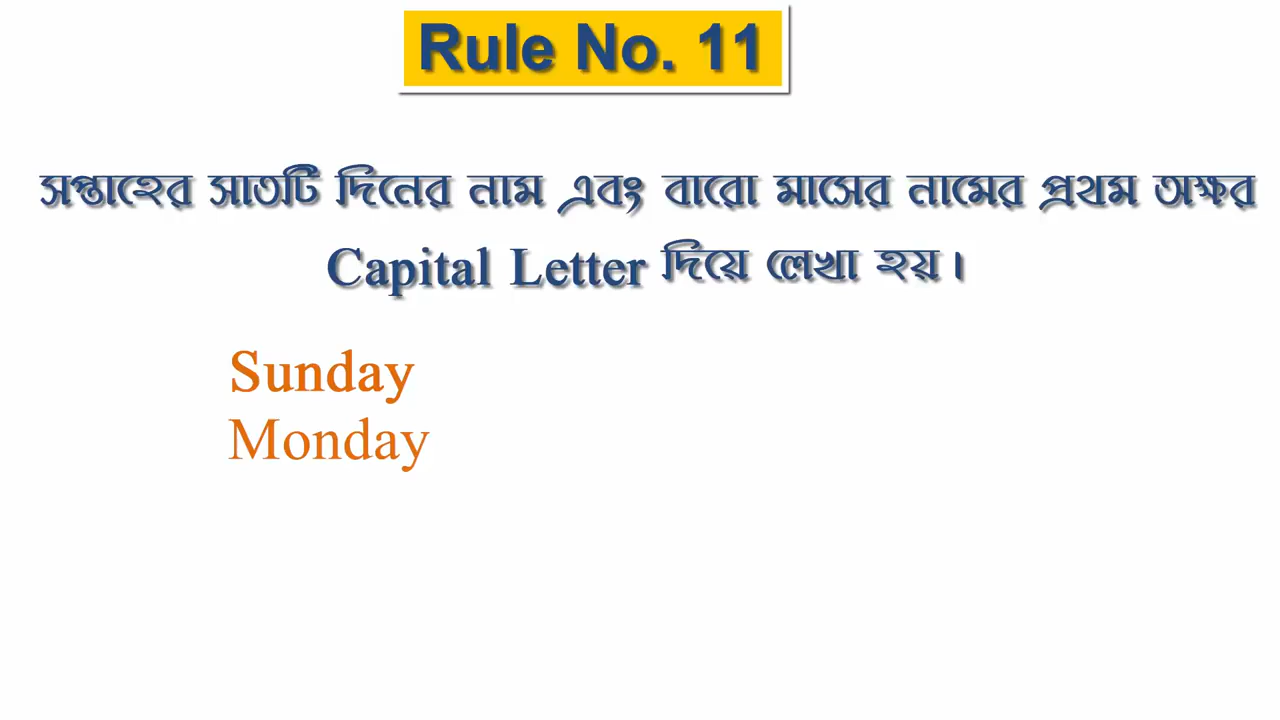 Rule No. 11
সপ্তাহের সাতটি দিনের নাম এবং বারো মাসের নামের প্রথম অক্ষর
Capital Letter দিয়ে লেখা হয়।
Sunday
Monday